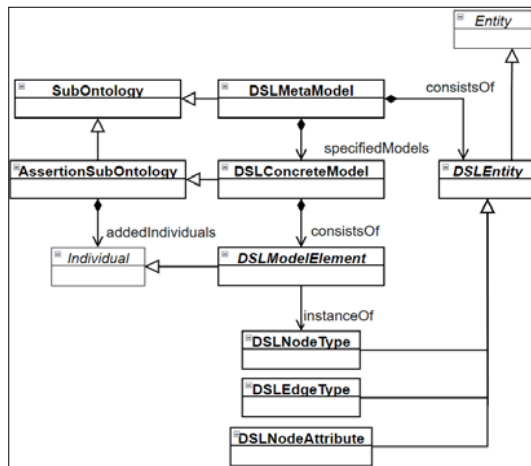 Entity
SubOntology
DSLMetaModel
consistsOf
specifiedModels
AssertionSubOntology
DSLConcreteModel
DSLEntity
addedIndividuals
consistsOf
Individual
DSLModelElement
instanceOf
DSLNodeType
DSLEdgeType
DSLNodeAttribute